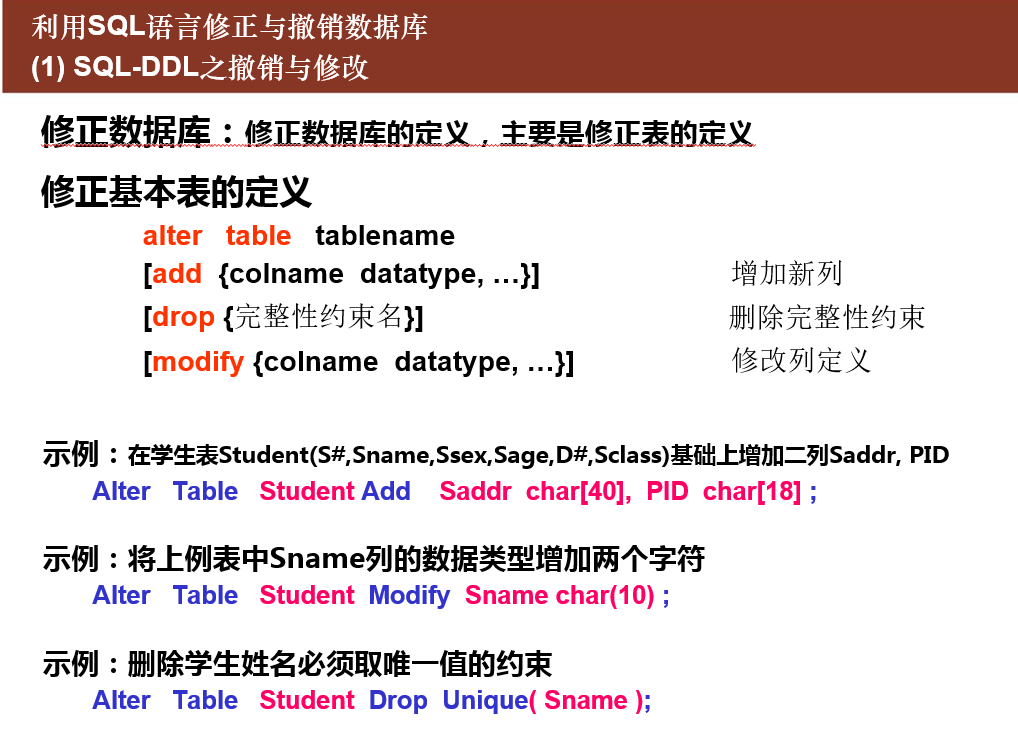 利用SQL语言修正与撤销数据库
(1) SQL-DDL之撤销与修改
修正数据库：修正数据库的定义，主要是修正表的定义
修正基本表的定义
alter table tablename
[add {colname datatype, …}] 增加新列
[drop {完整性约束名}] 删除完整性约束
[modify {colname datatype, …}] 修改列定义
示例：在学生表Student(S#,Sname,Ssex,Sage,D#,Sclass)基础上增加二列Saddr, PID
Alter Table Student Add Saddr char[40], PID char[18] ;
示例：将上例表中Sname列的数据类型增加两个字符
Alter Table Student Modify Sname char(10) ;
示例：删除学生姓名必须取唯一值的约束
Alter Table Student Drop Unique( Sname );